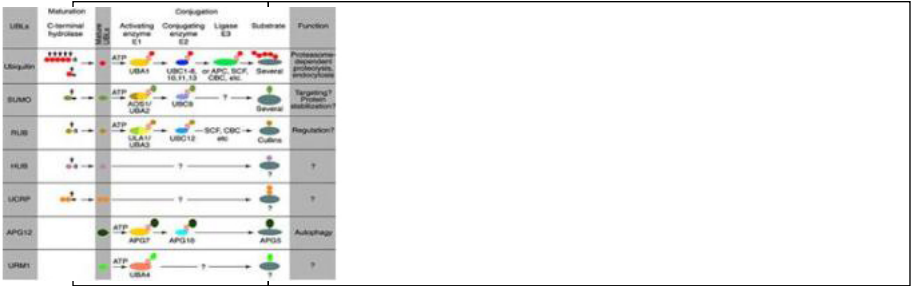 Maturation
Conjugation
UBLs
C-terminal
hydrolase
Mature
UBLs
Activating
enzyme
E1
Conjugating
enzyme
E2
Ligase
E3
Substrate
Function
Ubiquitin
ATP
UBA1
UBC1-8,
10,11,13
or APC, SCF,
CBC, etc.
Several
Proteasome-
dependent
proteolysis,
endocytosis
SUMO
ATP
AOS1/
UBA2
UBC9
?
Several
Targeting?
Protein
stabilization?
RUB
ATP
ULA1/
UBA3
UBC12
SCF, CBC
etc
Cullins
Regulation?
HUB
?
?
?
UCRP
?
?
?
APG12
ATP
APG7
APG10
APG5
Autophagy
URM1
ATP
UBA4
?
?
?